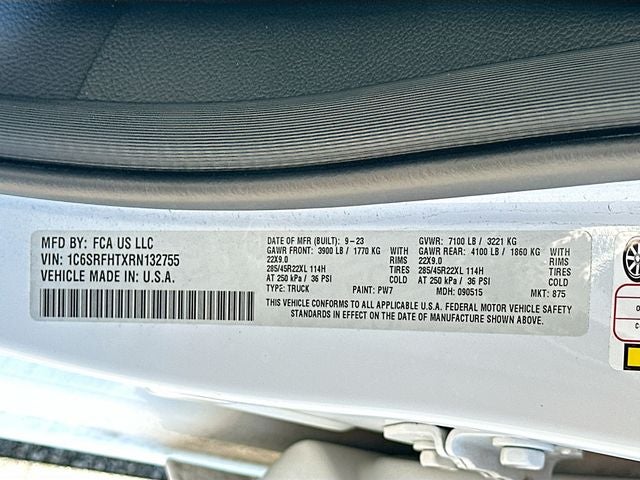 MFD BY: FCA US LLC
VIN: 1C6SRFHTXRN132755
VEHICLE MADE IN U.S.A.
DATE OF MFR (BUILT): 9-23
GAWR FRONT: 3900 LB / 1770 KG WITH
22X9.0 RIMS
285/45R22XL 114H TIRES
AT 250 kPa / 36 PSI COLD
TYPE: TRUCK PAINT: PW7
GVWR: 7100 LB / 3221 KG
GAWR REAR: 4100 LB / 1860 KG WITH
22X9.0 RIMS
285/45R22XL 114H TIRES
AT 250 kPa / 36 PSI COLD
MDH: 090515 MKT: 875
THIS VEHICLE CONFORMS TO ALL APPLICABLE U.S.A. FEDERAL MOTOR VEHICLE SAFETY
STANDARDS IN EFFECT ON THE DATE OF MANUFACTURE SHOWN ABOVE.